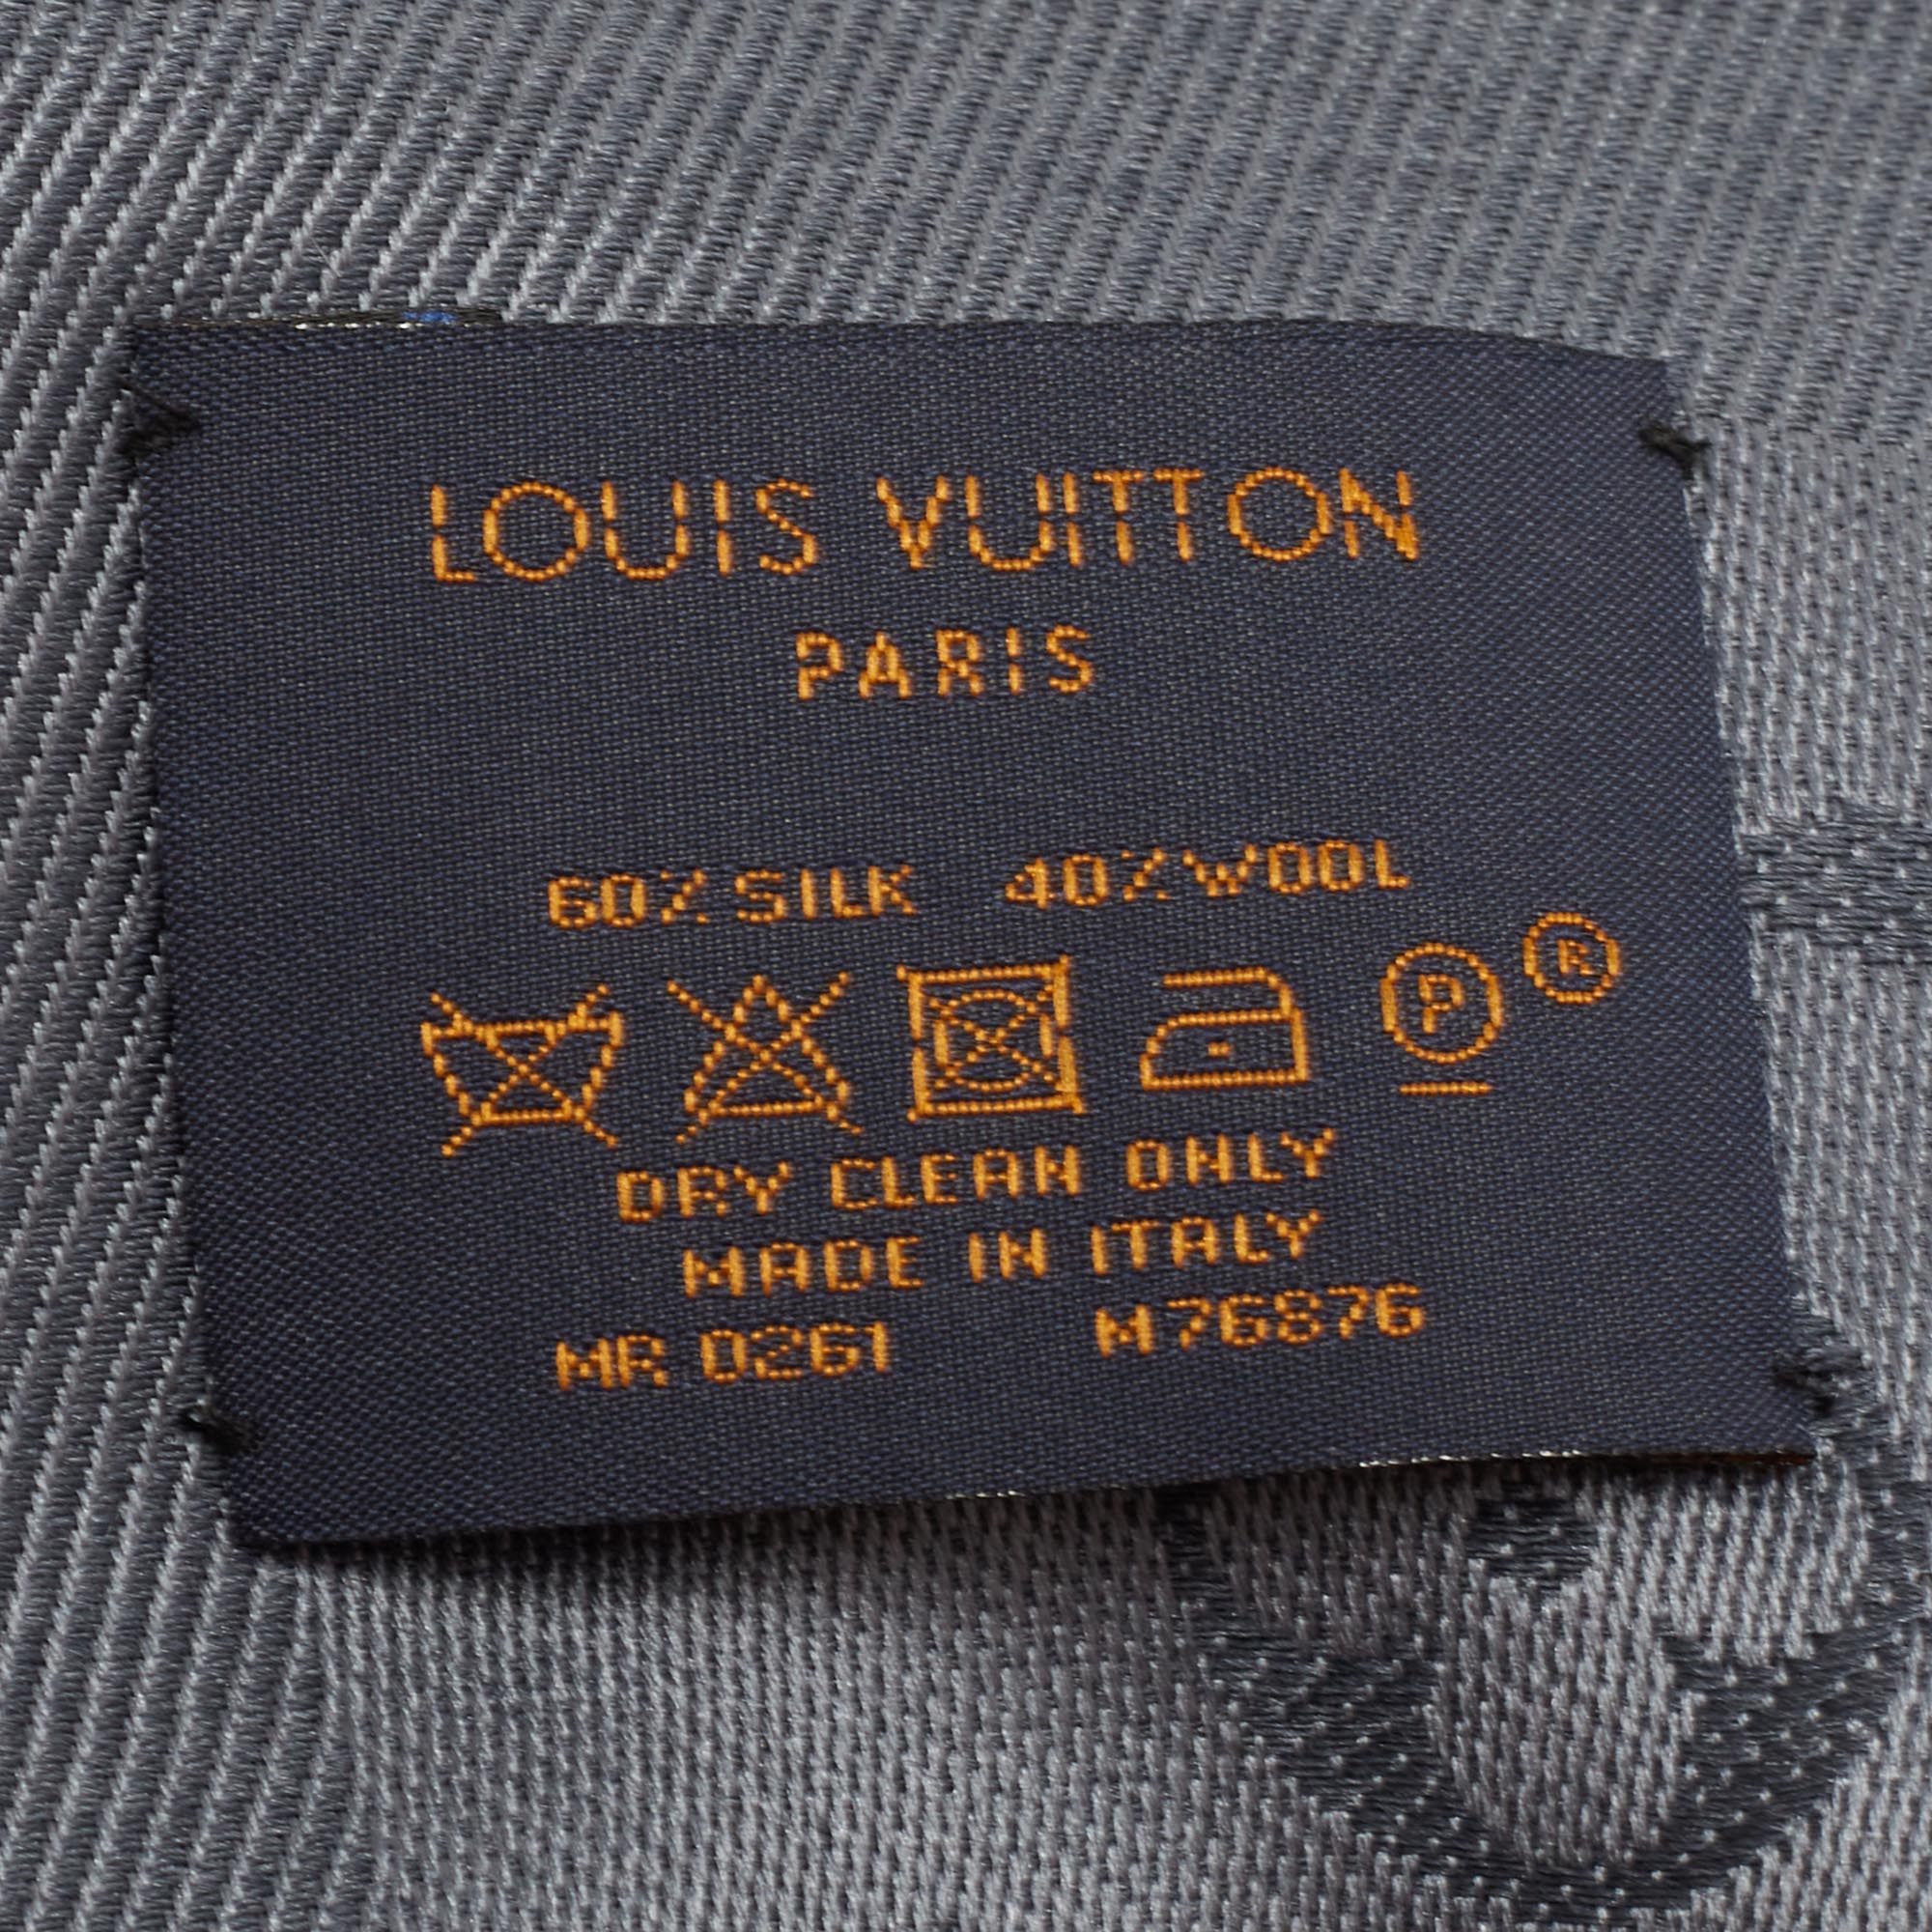 LOUIS VUITTON
PARIS
60% SILK 40% WOOL
P ®
DRY CLEAN ONLY
MADE IN ITALY
MR 0261 M76876